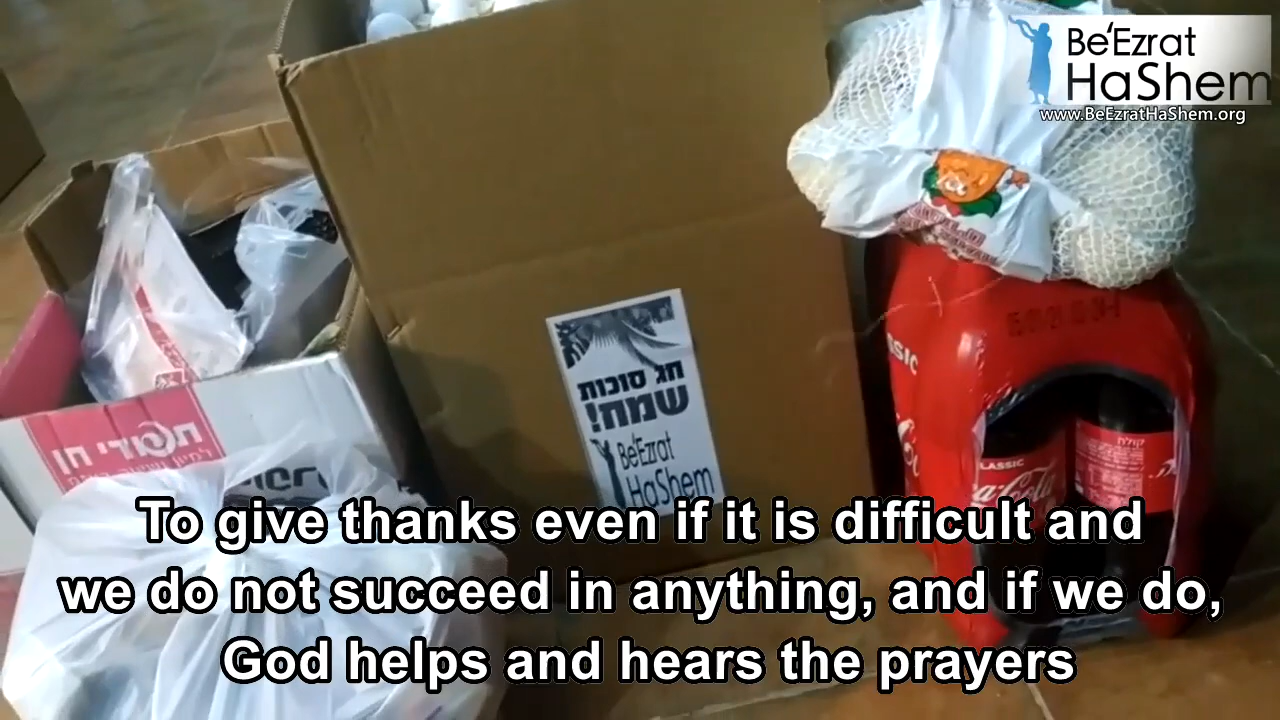 Be'Ezrat
HaShem
www.BeEzratHaShem.org
חג סוכות
שמח!
Be'Ezrat
HaShem
תפודי חן
CLASSIC
Coca-Cola
קולה
To give thanks even if it is difficult and
we do not succeed in anything, and if we do,
God helps and hears the prayers